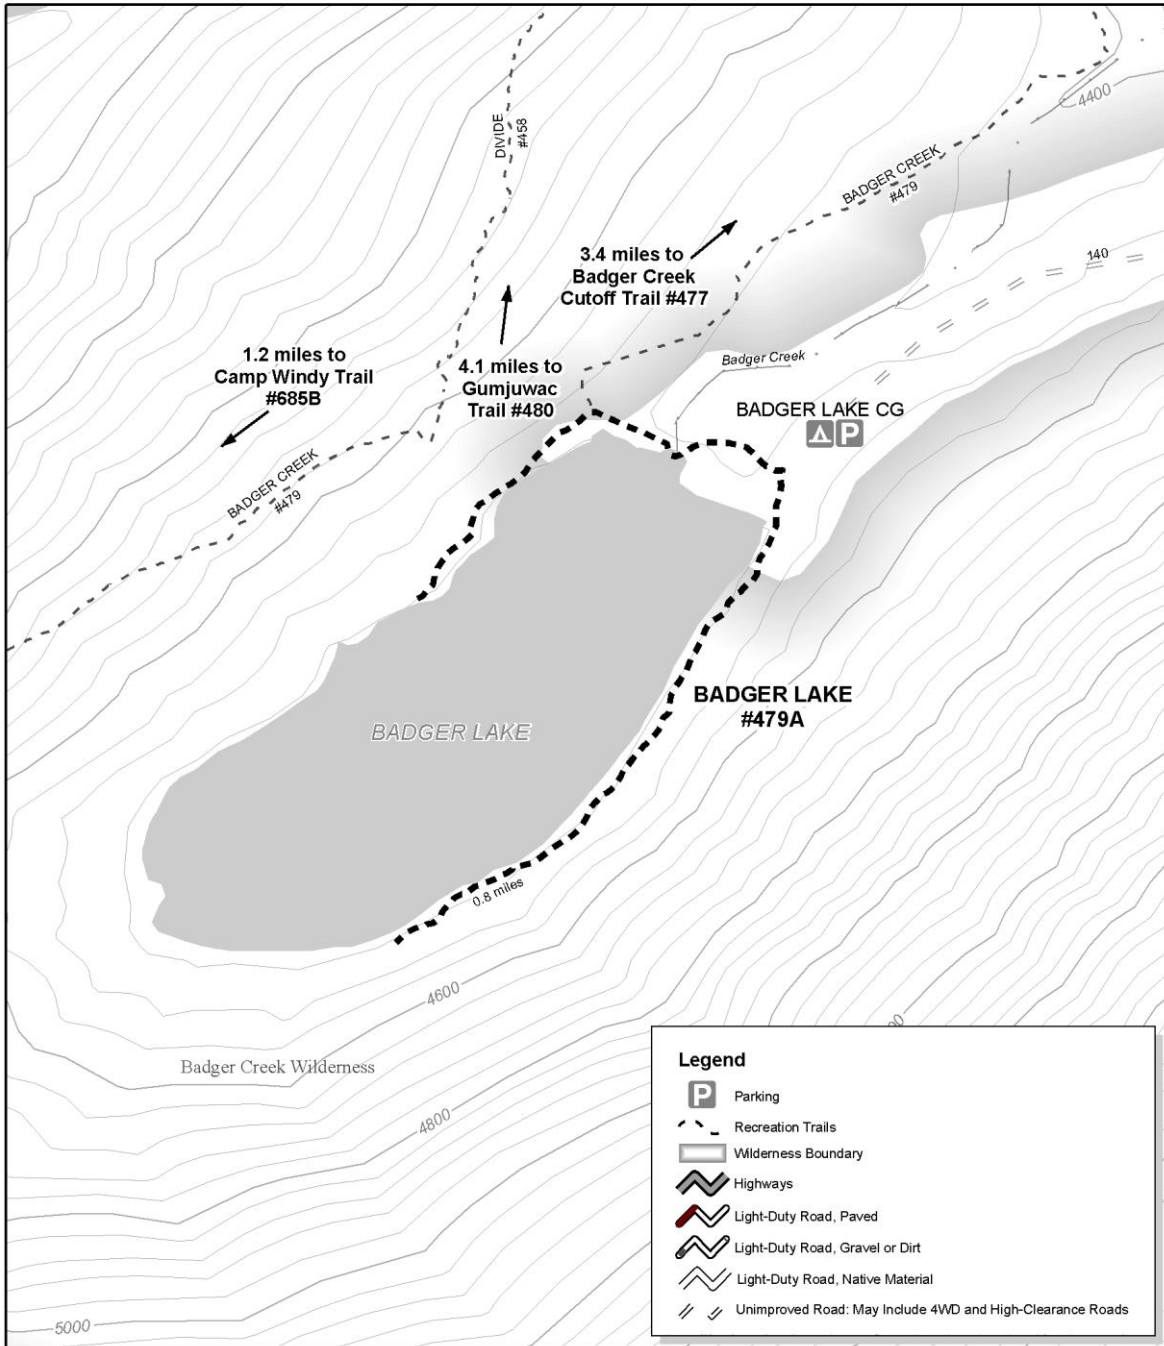 4400
DIVIDE
#458
BADGER CREEK
#479
3.4 miles to
Badger Creek
Cutoff Trail #477
140
1.2 miles to
Camp Windy Trail
#685B
4.1 miles to
Gumjuwac
Trail #480
Badger Creek
BADGER LAKE CG
P
BADGER CREEK
#479
BADGER LAKE
#479A
BADGER LAKE
0.8 miles
4600
Badger Creek Wilderness
4800
5000
Legend
P Parking
Recreation Trails
Wilderness Boundary
Highways
Light-Duty Road, Paved
Light-Duty Road, Gravel or Dirt
Light-Duty Road, Native Material
Unimproved Road: May Include 4WD and High-Clearance Roads